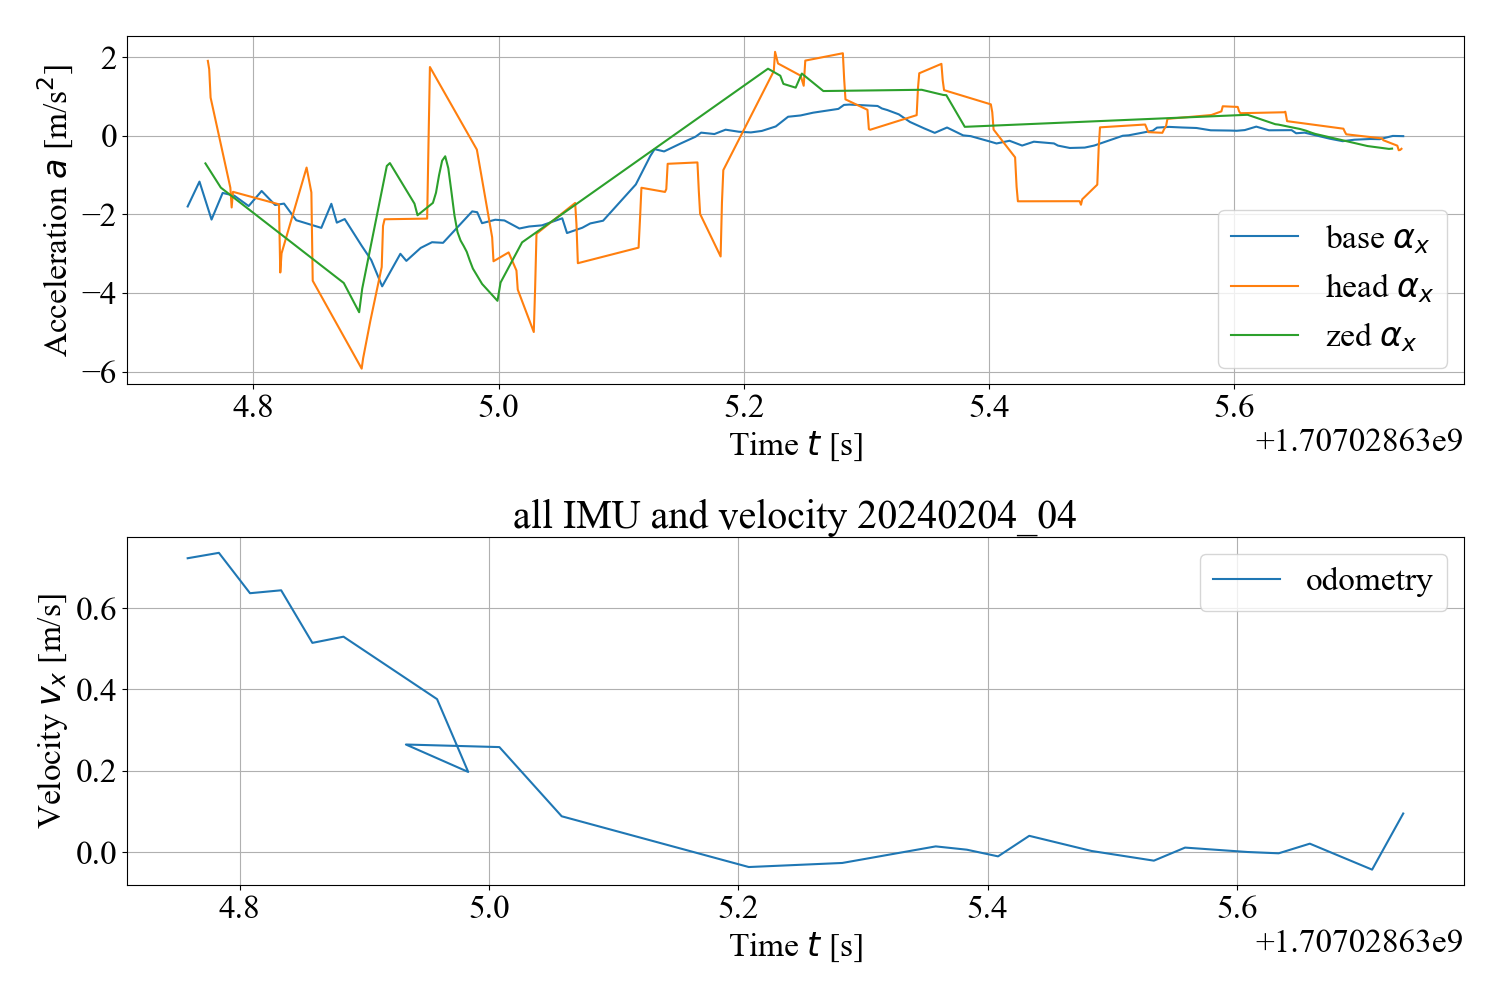 Acceleration a [m/s²]
2
0
−2
−4
−6
4.8 5.0 5.2 5.4 5.6
Time t [s]
+1.70702863e9
base αx
head αx
zed αx
all IMU and velocity 20240204_04
Velocity vx [m/s]
0.6
0.4
0.2
0.0
4.8 5.0 5.2 5.4 5.6
Time t [s]
+1.70702863e9
odometry